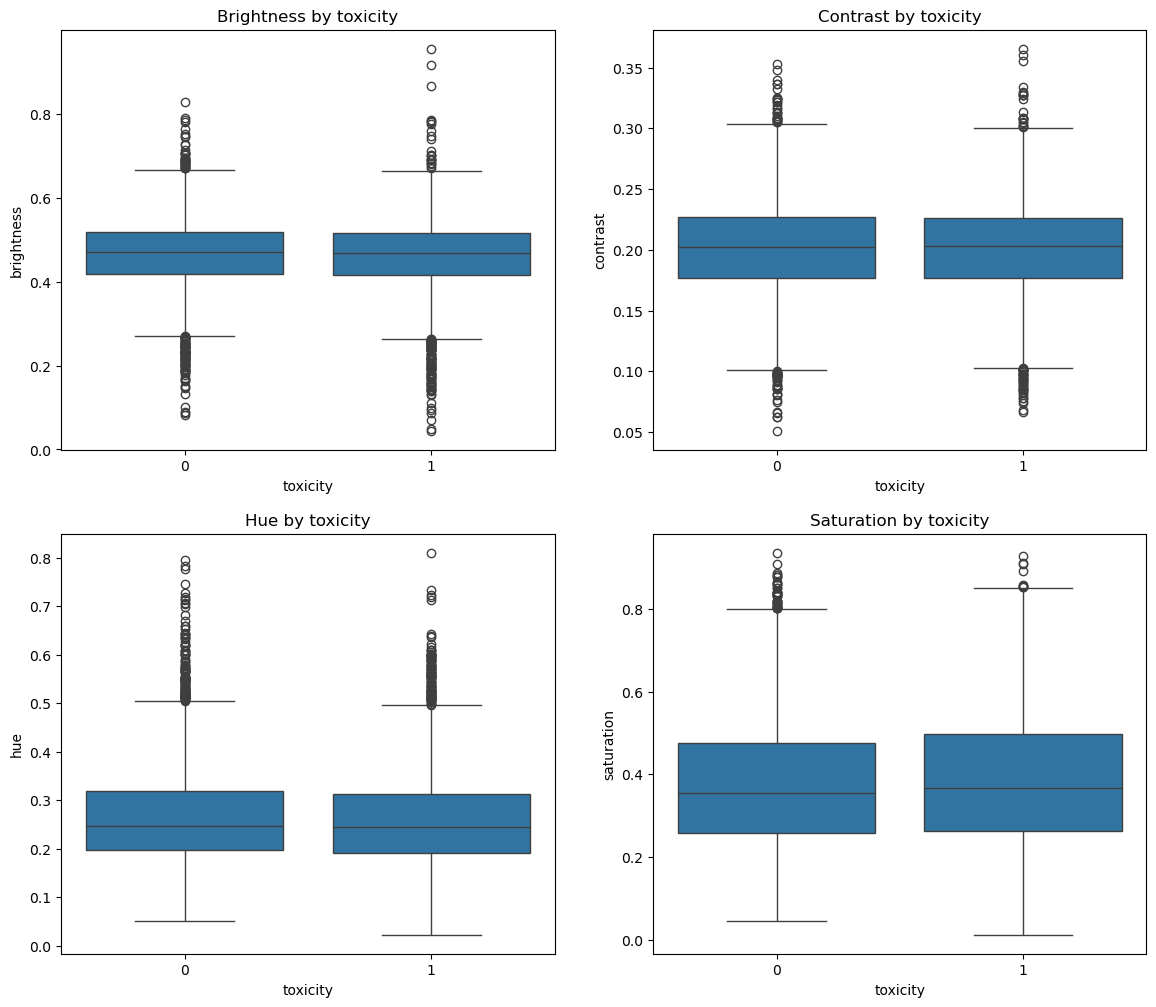 Brightness by toxicity
brightness
0.8
0.6
0.4
0.2
0.0
0 1
toxicity
Contrast by toxicity
contrast
0.35
0.30
0.25
0.20
0.15
0.10
0.05
0 1
toxicity
Hue by toxicity
hue
0.8
0.7
0.6
0.5
0.4
0.3
0.2
0.1
0.0
0 1
toxicity
Saturation by toxicity
saturation
0.8
0.6
0.4
0.2
0.0
0 1
toxicity